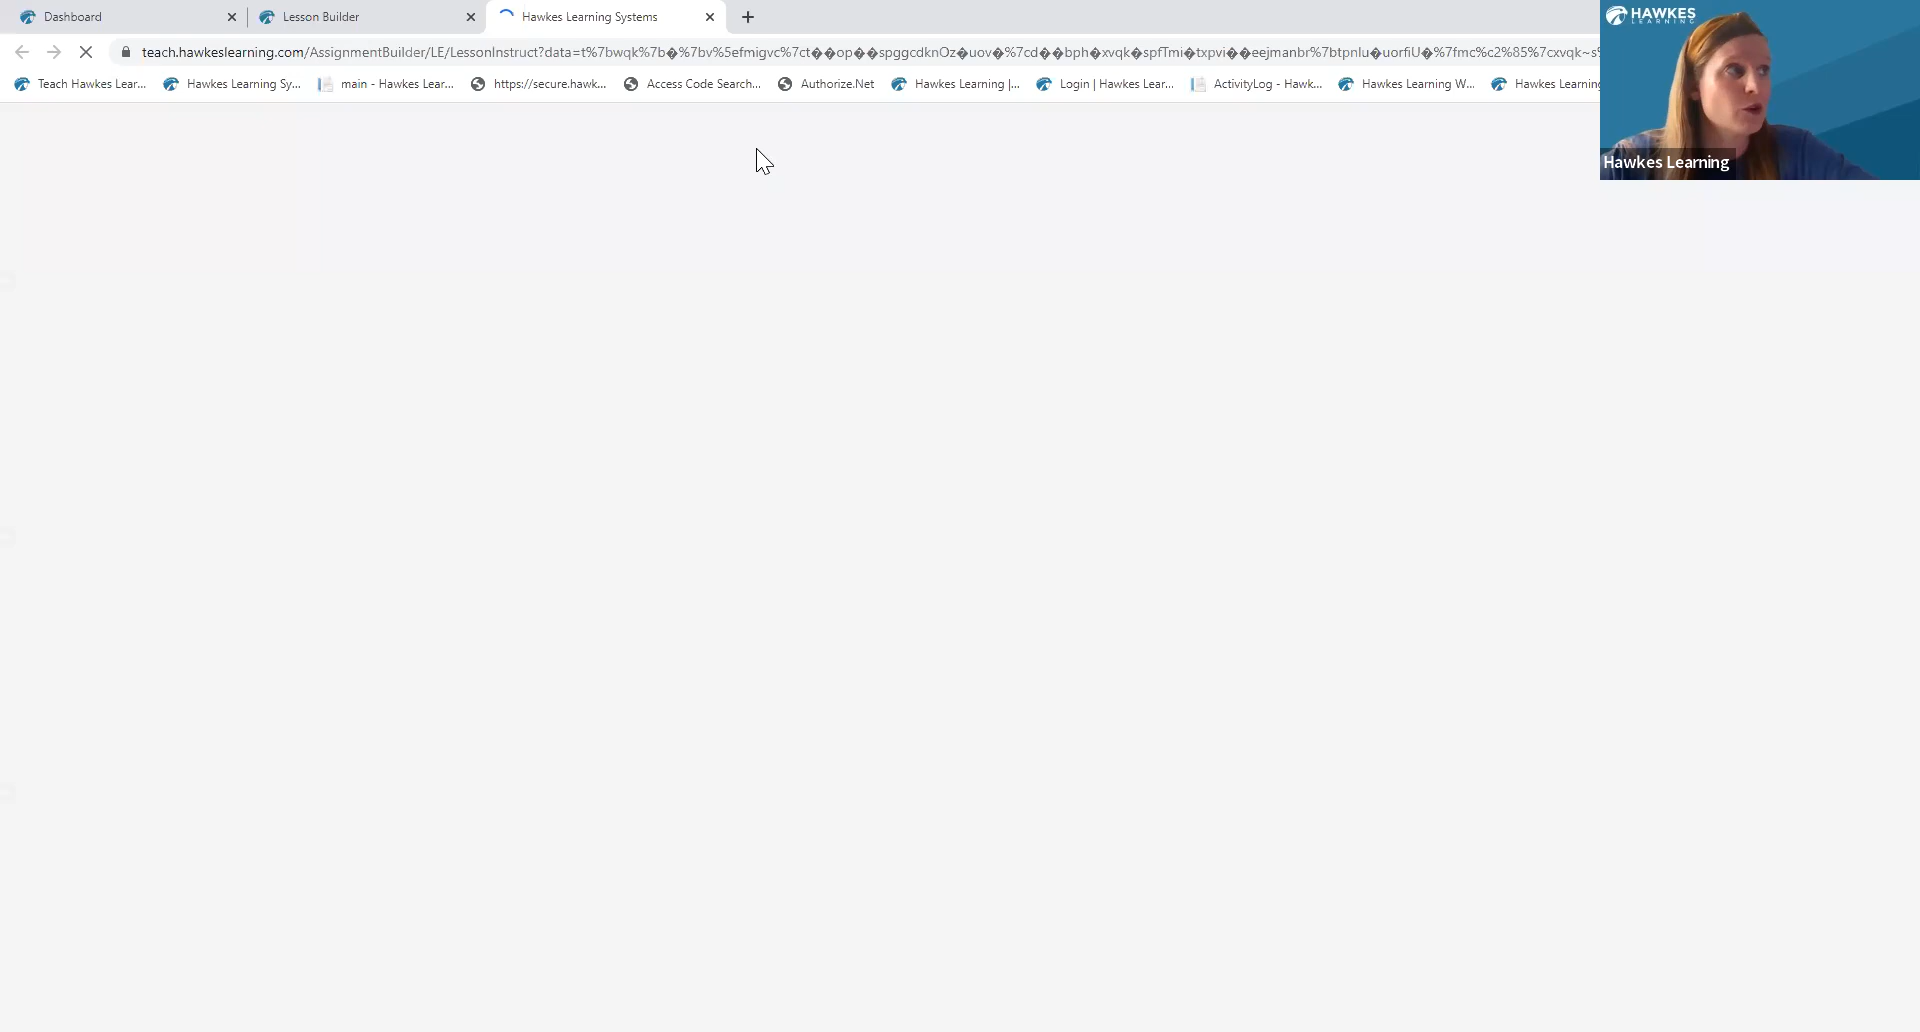 Dashboard
Lesson Builder
Hawkes Learning Systems
teach.hawkeslearning.com/AssignmentBuilder/LE/LessonInstruct?data=t%7bwqk%7b�%7bv%5efmigvc%7ct��op��spggcdknOz�uov�%7cd��bph�xvqk�spfTmi�txpvi��eejmanbr%7btpnlu�uorfiU�%7fmc%c2%85%7cxvqk~s%
Teach Hawkes Lear...
Hawkes Learning Sy...
main - Hawkes Lear...
https://secure.hawk...
Access Code Search...
Authorize.Net
Hawkes Learning |...
Login | Hawkes Lear...
ActivityLog - Hawk...
Hawkes Learning W...
Hawkes Learning
HAWKES
LEARNING
Hawkes Learning